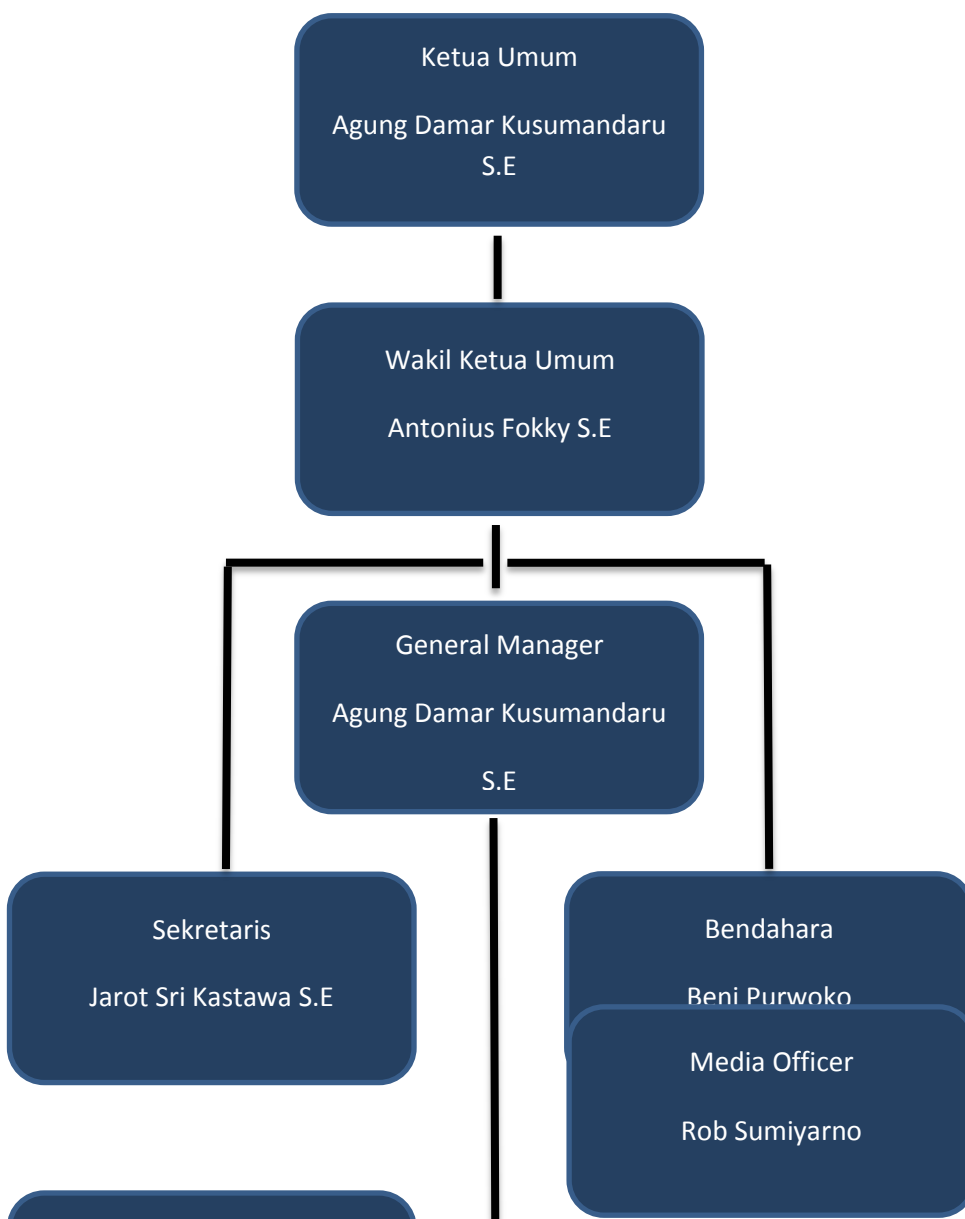 Ketua Umum
Agung Damar Kusumandaru
S.E
Wakil Ketua Umum
Antonius Fokky S.E
General Manager
Agung Damar Kusumandaru
S.E
Sekretaris
Jarot Sri Kastawa S.E
Bendahara
Beni Purwoko
Media Officer
Rob Sumiyarno